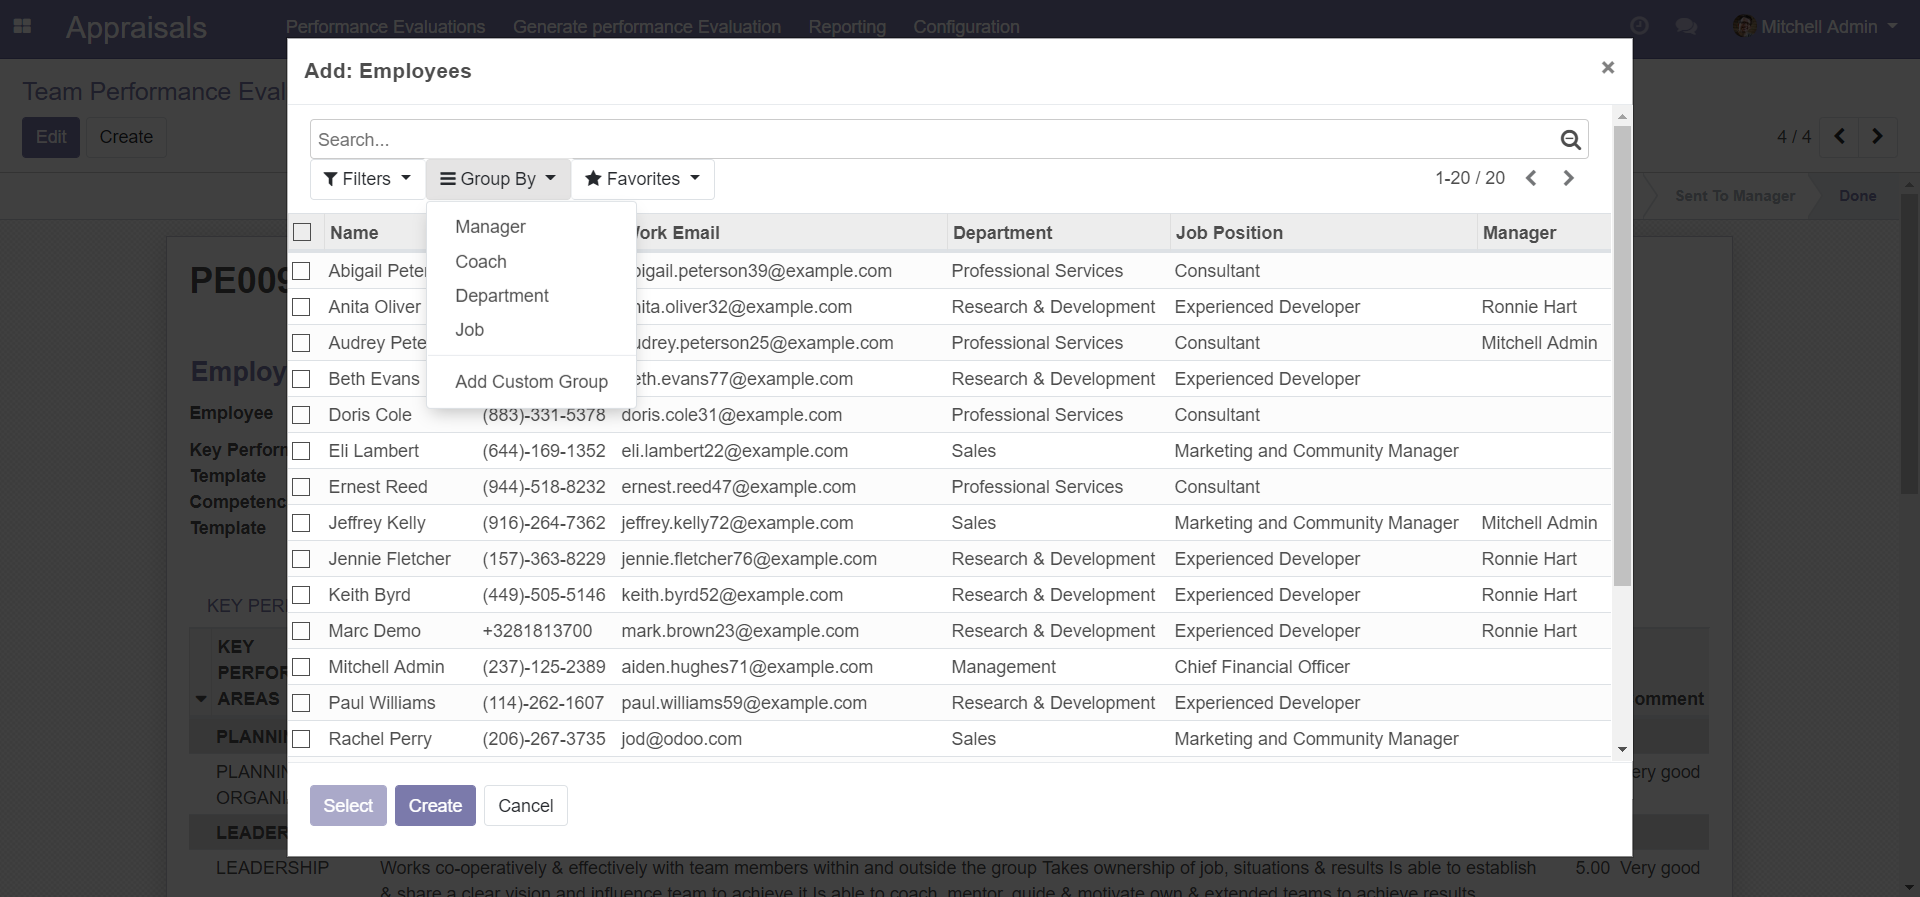 Appraisals Performance Evaluations Generate performance Evaluation Reporting Configuration Mitchell Admin
Team Performance Eval
Edit Create 4 / 4
Sent To Manager Done
Add: Employees ×
Search...
Filters Group By Favorites 1-20 / 20
Manager
Coach
Department
Job
Add Custom Group
Name Work Email Department Job Position Manager
Abigail Peter bigail.peterson39@example.com Professional Services Consultant
Anita Oliver nita.oliver32@example.com Research & Development Experienced Developer Ronnie Hart
Audrey Pete udrey.peterson25@example.com Professional Services Consultant Mitchell Admin
Beth Evans eth.evans77@example.com Research & Development Experienced Developer
Doris Cole (883)-331-5378 doris.cole31@example.com Professional Services Consultant
Eli Lambert (644)-169-1352 eli.lambert22@example.com Sales Marketing and Community Manager
Ernest Reed (944)-518-8232 ernest.reed47@example.com Professional Services Consultant
Jeffrey Kelly (916)-264-7362 jeffrey.kelly72@example.com Sales Marketing and Community Manager Mitchell Admin
Jennie Fletcher (157)-363-8229 jennie.fletcher76@example.com Research & Development Experienced Developer Ronnie Hart
Keith Byrd (449)-505-5146 keith.byrd52@example.com Research & Development Experienced Developer Ronnie Hart
Marc Demo +3281813700 mark.brown23@example.com Research & Development Experienced Developer Ronnie Hart
Mitchell Admin (237)-125-2389 aiden.hughes71@example.com Management Chief Financial Officer
Paul Williams (114)-262-1607 paul.williams59@example.com Research & Development Experienced Developer
Rachel Perry (206)-267-3735 jod@odoo.com Sales Marketing and Community Manager
Select Create Cancel
PE009
Employ
Employee
Key Perform
Template
Competenc
Template
KEY PER
KEY
PERFOR
AREAS omment
PLANNI
PLANNIN ery good
ORGANI
LEADER
LEADERSHIP Works co-operatively & effectively with team members within and outside the group Takes ownership of job, situations & results Is able to establish 5.00 Very good
& share a clear vision and influence team to achieve it Is able to coach, mentor, guide & motivate own & extended teams to achieve results